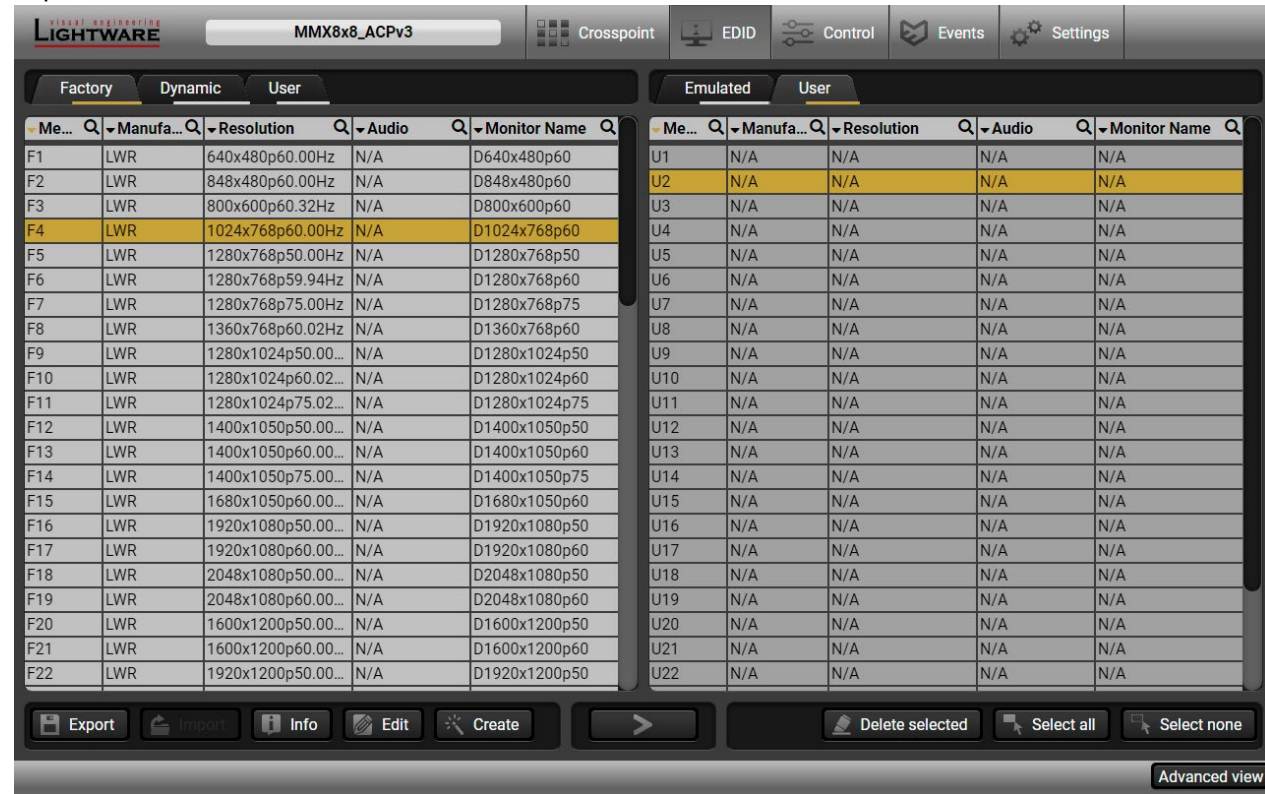 visual engineering
LIGHTWARE
MMX8x8_ACPv3
Crosspoint
EDID
Control
Events
Settings
Factory Dynamic User
Me... Manufa... Resolution Audio Monitor Name
F1 LWR 640x480p60.00Hz N/A D640x480p60
F2 LWR 848x480p60.00Hz N/A D848x480p60
F3 LWR 800x600p60.32Hz N/A D800x600p60
F4 LWR 1024x768p60.00Hz N/A D1024x768p60
F5 LWR 1280x768p50.00Hz N/A D1280x768p50
F6 LWR 1280x768p59.94Hz N/A D1280x768p60
F7 LWR 1280x768p75.00Hz N/A D1280x768p75
F8 LWR 1360x768p60.02Hz N/A D1360x768p60
F9 LWR 1280x1024p50.00... N/A D1280x1024p50
F10 LWR 1280x1024p60.02... N/A D1280x1024p60
F11 LWR 1280x1024p75.02... N/A D1280x1024p75
F12 LWR 1400x1050p50.00... N/A D1400x1050p50
F13 LWR 1400x1050p60.00... N/A D1400x1050p60
F14 LWR 1400x1050p75.00... N/A D1400x1050p75
F15 LWR 1680x1050p60.00... N/A D1680x1050p60
F16 LWR 1920x1080p50.00... N/A D1920x1080p50
F17 LWR 1920x1080p60.00... N/A D1920x1080p60
F18 LWR 2048x1080p50.00... N/A D2048x1080p50
F19 LWR 2048x1080p60.00... N/A D2048x1080p60
F20 LWR 1600x1200p50.00... N/A D1600x1200p50
F21 LWR 1600x1200p60.00... N/A D1600x1200p60
F22 LWR 1920x1200p50.00... N/A D1920x1200p50
Emulated User
Me... Manufa... Resolution Audio Monitor Name
U1 N/A N/A N/A N/A
U2 N/A N/A N/A N/A
U3 N/A N/A N/A N/A
U4 N/A N/A N/A N/A
U5 N/A N/A N/A N/A
U6 N/A N/A N/A N/A
U7 N/A N/A N/A N/A
U8 N/A N/A N/A N/A
U9 N/A N/A N/A N/A
U10 N/A N/A N/A N/A
U11 N/A N/A N/A N/A
U12 N/A N/A N/A N/A
U13 N/A N/A N/A N/A
U14 N/A N/A N/A N/A
U15 N/A N/A N/A N/A
U16 N/A N/A N/A N/A
U17 N/A N/A N/A N/A
U18 N/A N/A N/A N/A
U19 N/A N/A N/A N/A
U20 N/A N/A N/A N/A
U21 N/A N/A N/A N/A
U22 N/A N/A N/A N/A
Export Import Info Edit Create
>
Delete selected Select all Select none
Advanced view